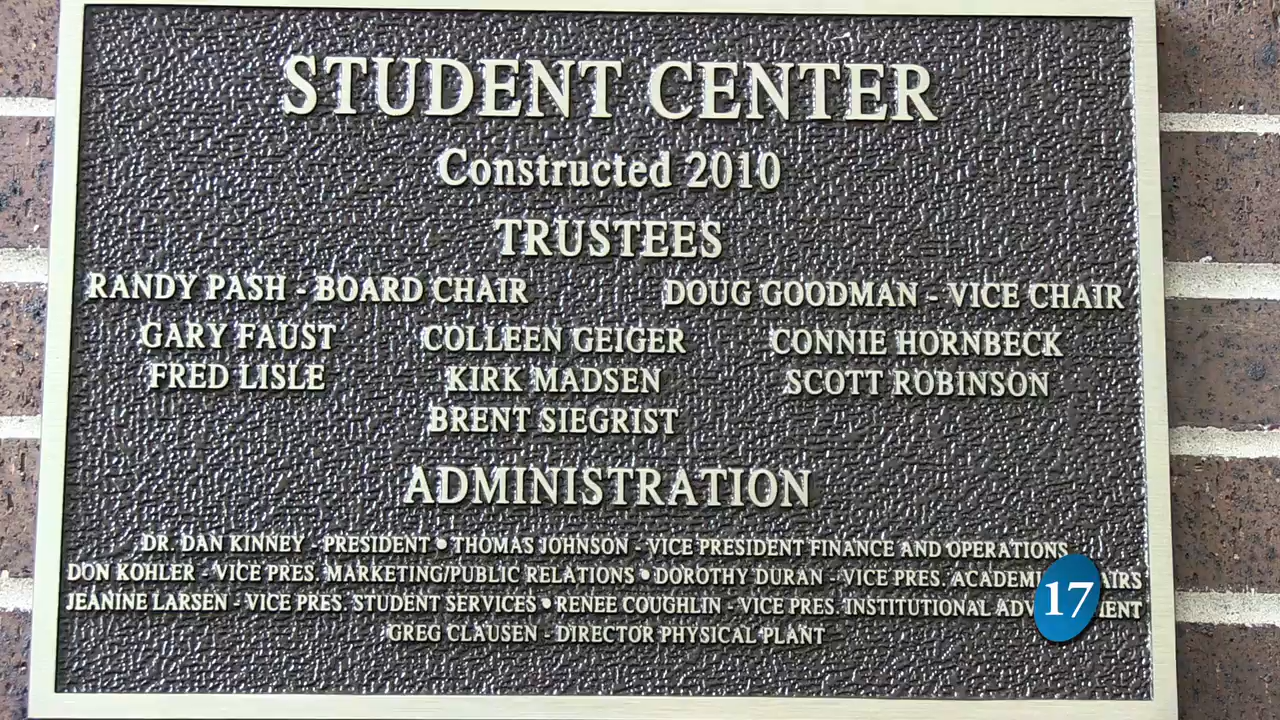 STUDENT CENTER
Constructed 2010
TRUSTEES
RANDY PASH - BOARD CHAIR DOUG GOODMAN - VICE CHAIR
GARY FAUST COLLEEN GEIGER CONNIE HORNBECK
FRED LISLE KIRK MADSEN SCOTT ROBINSON
BRENT SIEGRIST
ADMINISTRATION
DR. DAN KINNEY - PRESIDENT • THOMAS JOHNSON - VICE PRESIDENT FINANCE AND OPERATIONS
DON KOHLER - VICE PRES. MARKETING/PUBLIC RELATIONS • DOROTHY DURAN - VICE PRES.
JEANINE LARSEN - VICE PRES. STUDENT SERVICES • RENEE COUGHLIN - VICE PRES. INSTITUTIONAL
GREG CLAUSEN - DIRECTOR PHYSICAL PLANT
17